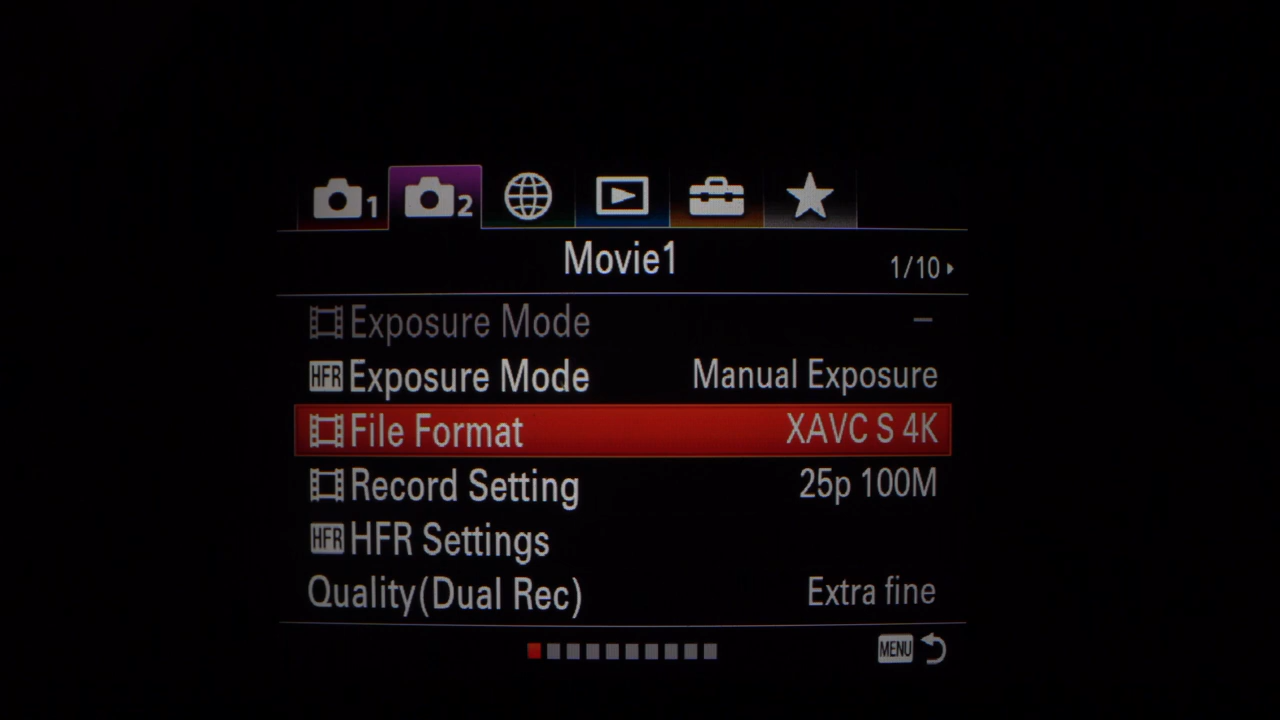 1 2
Movie1
1/10
Exposure Mode –
HFR Exposure Mode Manual Exposure
File Format XAVC S 4K
Record Setting 25p 100M
HFR HFR Settings
Quality(Dual Rec) Extra fine
MENU